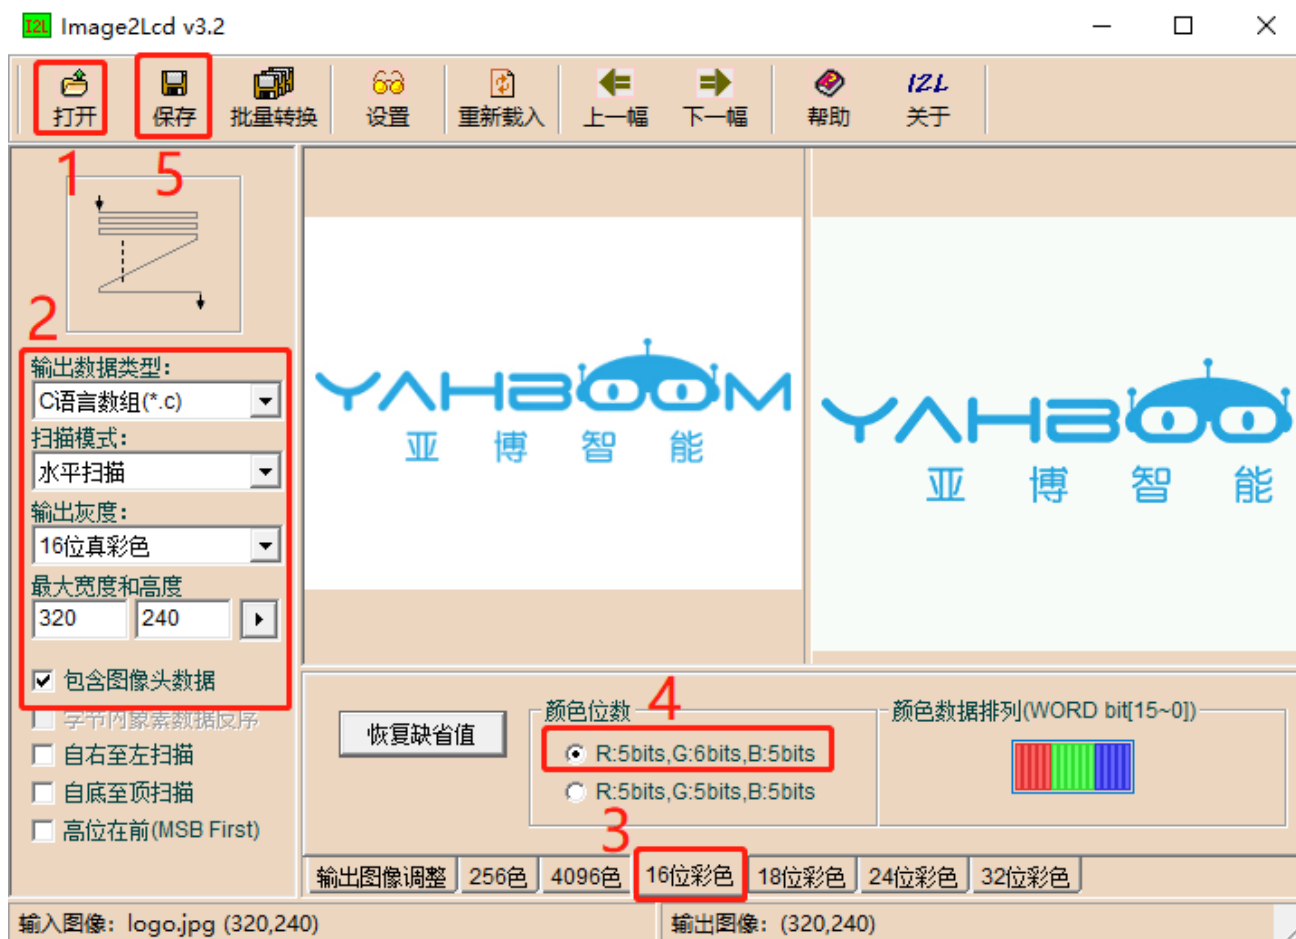 I2L Image2Lcd v3.2
打开 保存 批量转换 设置 重新载入 上一幅 下一幅 帮助 I2L 关于
1 5
2
输出数据类型:
C语言数组(*.c)
扫描模式:
水平扫描
输出灰度:
16位真彩色
最大宽度和高度
320 240
包含图像头数据
字节内象素数据反序
自右至左扫描
自底至顶扫描
高位在前(MSB First)
YAHBOOM
亚博智能
YAHBOO
亚博智能
恢复缺省值
颜色位数 4
R:5bits,G:6bits,B:5bits
R:5bits,G:5bits,B:5bits
颜色数据排列(WORD bit[15~0])
3
输出图像调整 256色 4096色 16位彩色 18位彩色 24位彩色 32位彩色
输入图像: logo.jpg (320,240)
输出图像: (320,240)